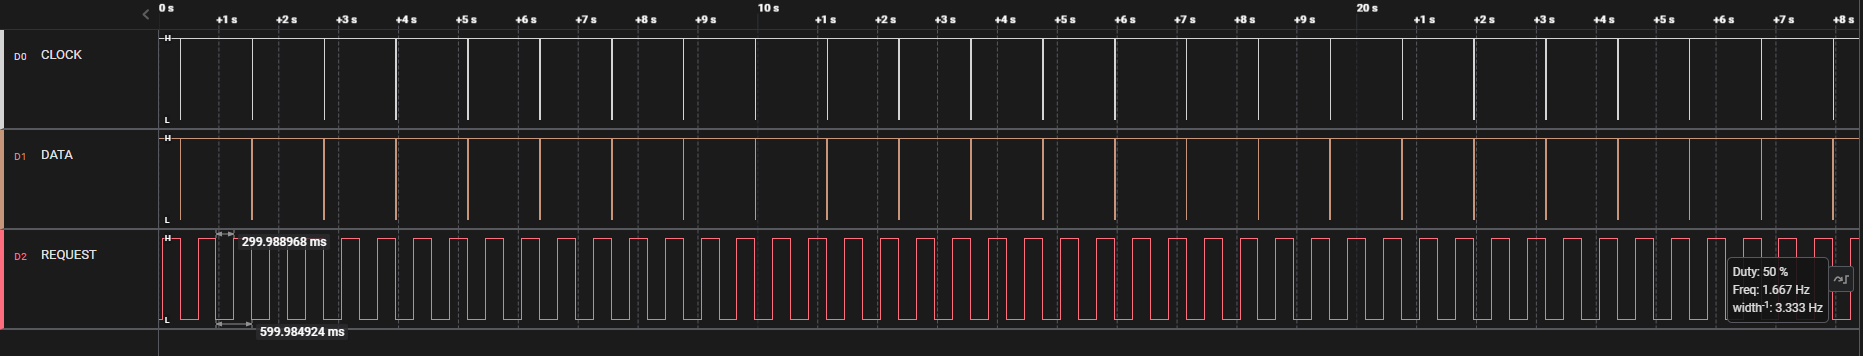 0 s 10 s 20 s
+1 s +2 s +3 s +4 s +5 s +6 s +7 s +8 s +9 s +1 s +2 s +3 s +4 s +5 s +6 s +7 s +8 s +9 s +1 s +2 s +3 s +4 s +5 s +6 s +7 s +8 s
H
D0 CLOCK
L
H
D1 DATA
L
H
299.988968 ms
D2 REQUEST
Duty: 50 %
Freq: 1.667 Hz
width⁻¹: 3.333 Hz
L
599.984924 ms